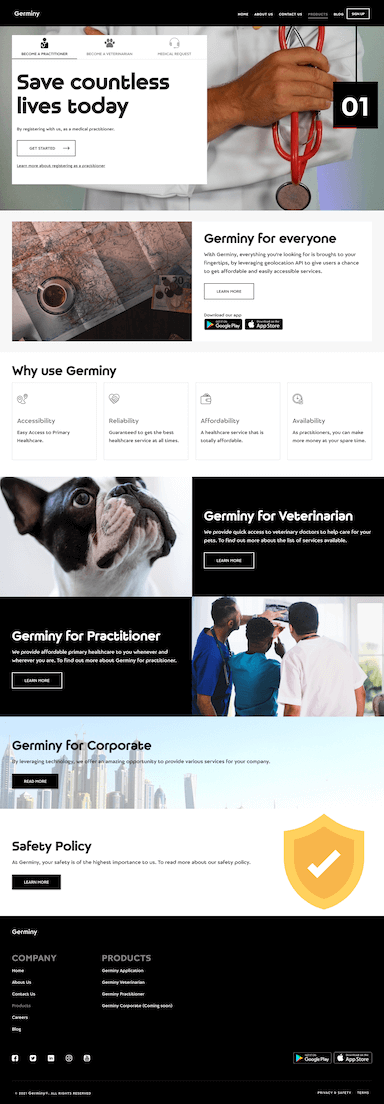 Germiny
HOME ABOUT US CONTACT US PRODUCTS BLOG SIGN UP
BECOME A PRACTITIONER BECOME A VETERINARIAN MEDICAL REQUEST
Save countless
lives today
By registering with us, as a medical practitioner.
GET STARTED
Learn more about registering as a practitioner
01
Germiny for everyone
With Germiny, everything you're looking for is brought to your
fingertips, by leveraging geolocation API to give users a chance
to get affordable and easily accessible services.
LEARN MORE
Download our app
GET IT ON Google Play Download on the App Store
Why use Germiny
Accessibility
Easy Access to Primary
Healthcare.
Reliability
Guaranteed to get the best
healthcare service at all times.
Affordability
A healthcare service that is
totally affordable.
Availability
As practitioners, you can make
more money at your spare time.
Germiny for Veterinarian
We provide quick access to veterinary doctors to help care for your
pets. To find out more about the list of services available.
LEARN MORE
Germiny for Practitioner
We provide affordable primary healthcare to you whenever and
wherever you are. To find out more about Germiny for practitioner.
LEARN MORE
Germiny for Corporate
By leveraging technology, we offer an amazing opportunity to provide various services for your company.
READ MORE
Safety Policy
At Germiny, your safety is of the highest importance to us. To read more about our safety policy.
LEARN MORE
Germiny
COMPANY
Home
About Us
Contact Us
Products
Careers
Blog
PRODUCTS
Germiny Application
Germiny Veterinarian
Germiny Practitioner
Germiny Corporate (Coming soon)
GET IT ON Google Play Download on the App Store
© 2021 Germiny®. ALL RIGHTS RESERVED
PRIVACY & SAFETY TERMS